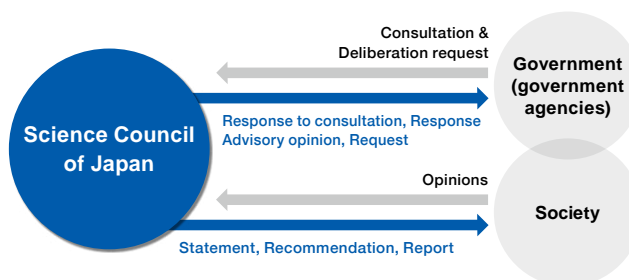 Consultation &
Deliberation request
Government
(government
agencies)
Response to consultation, Response
Advisory opinion, Request
Science Council
of Japan
Opinions
Society
Statement, Recommendation, Report